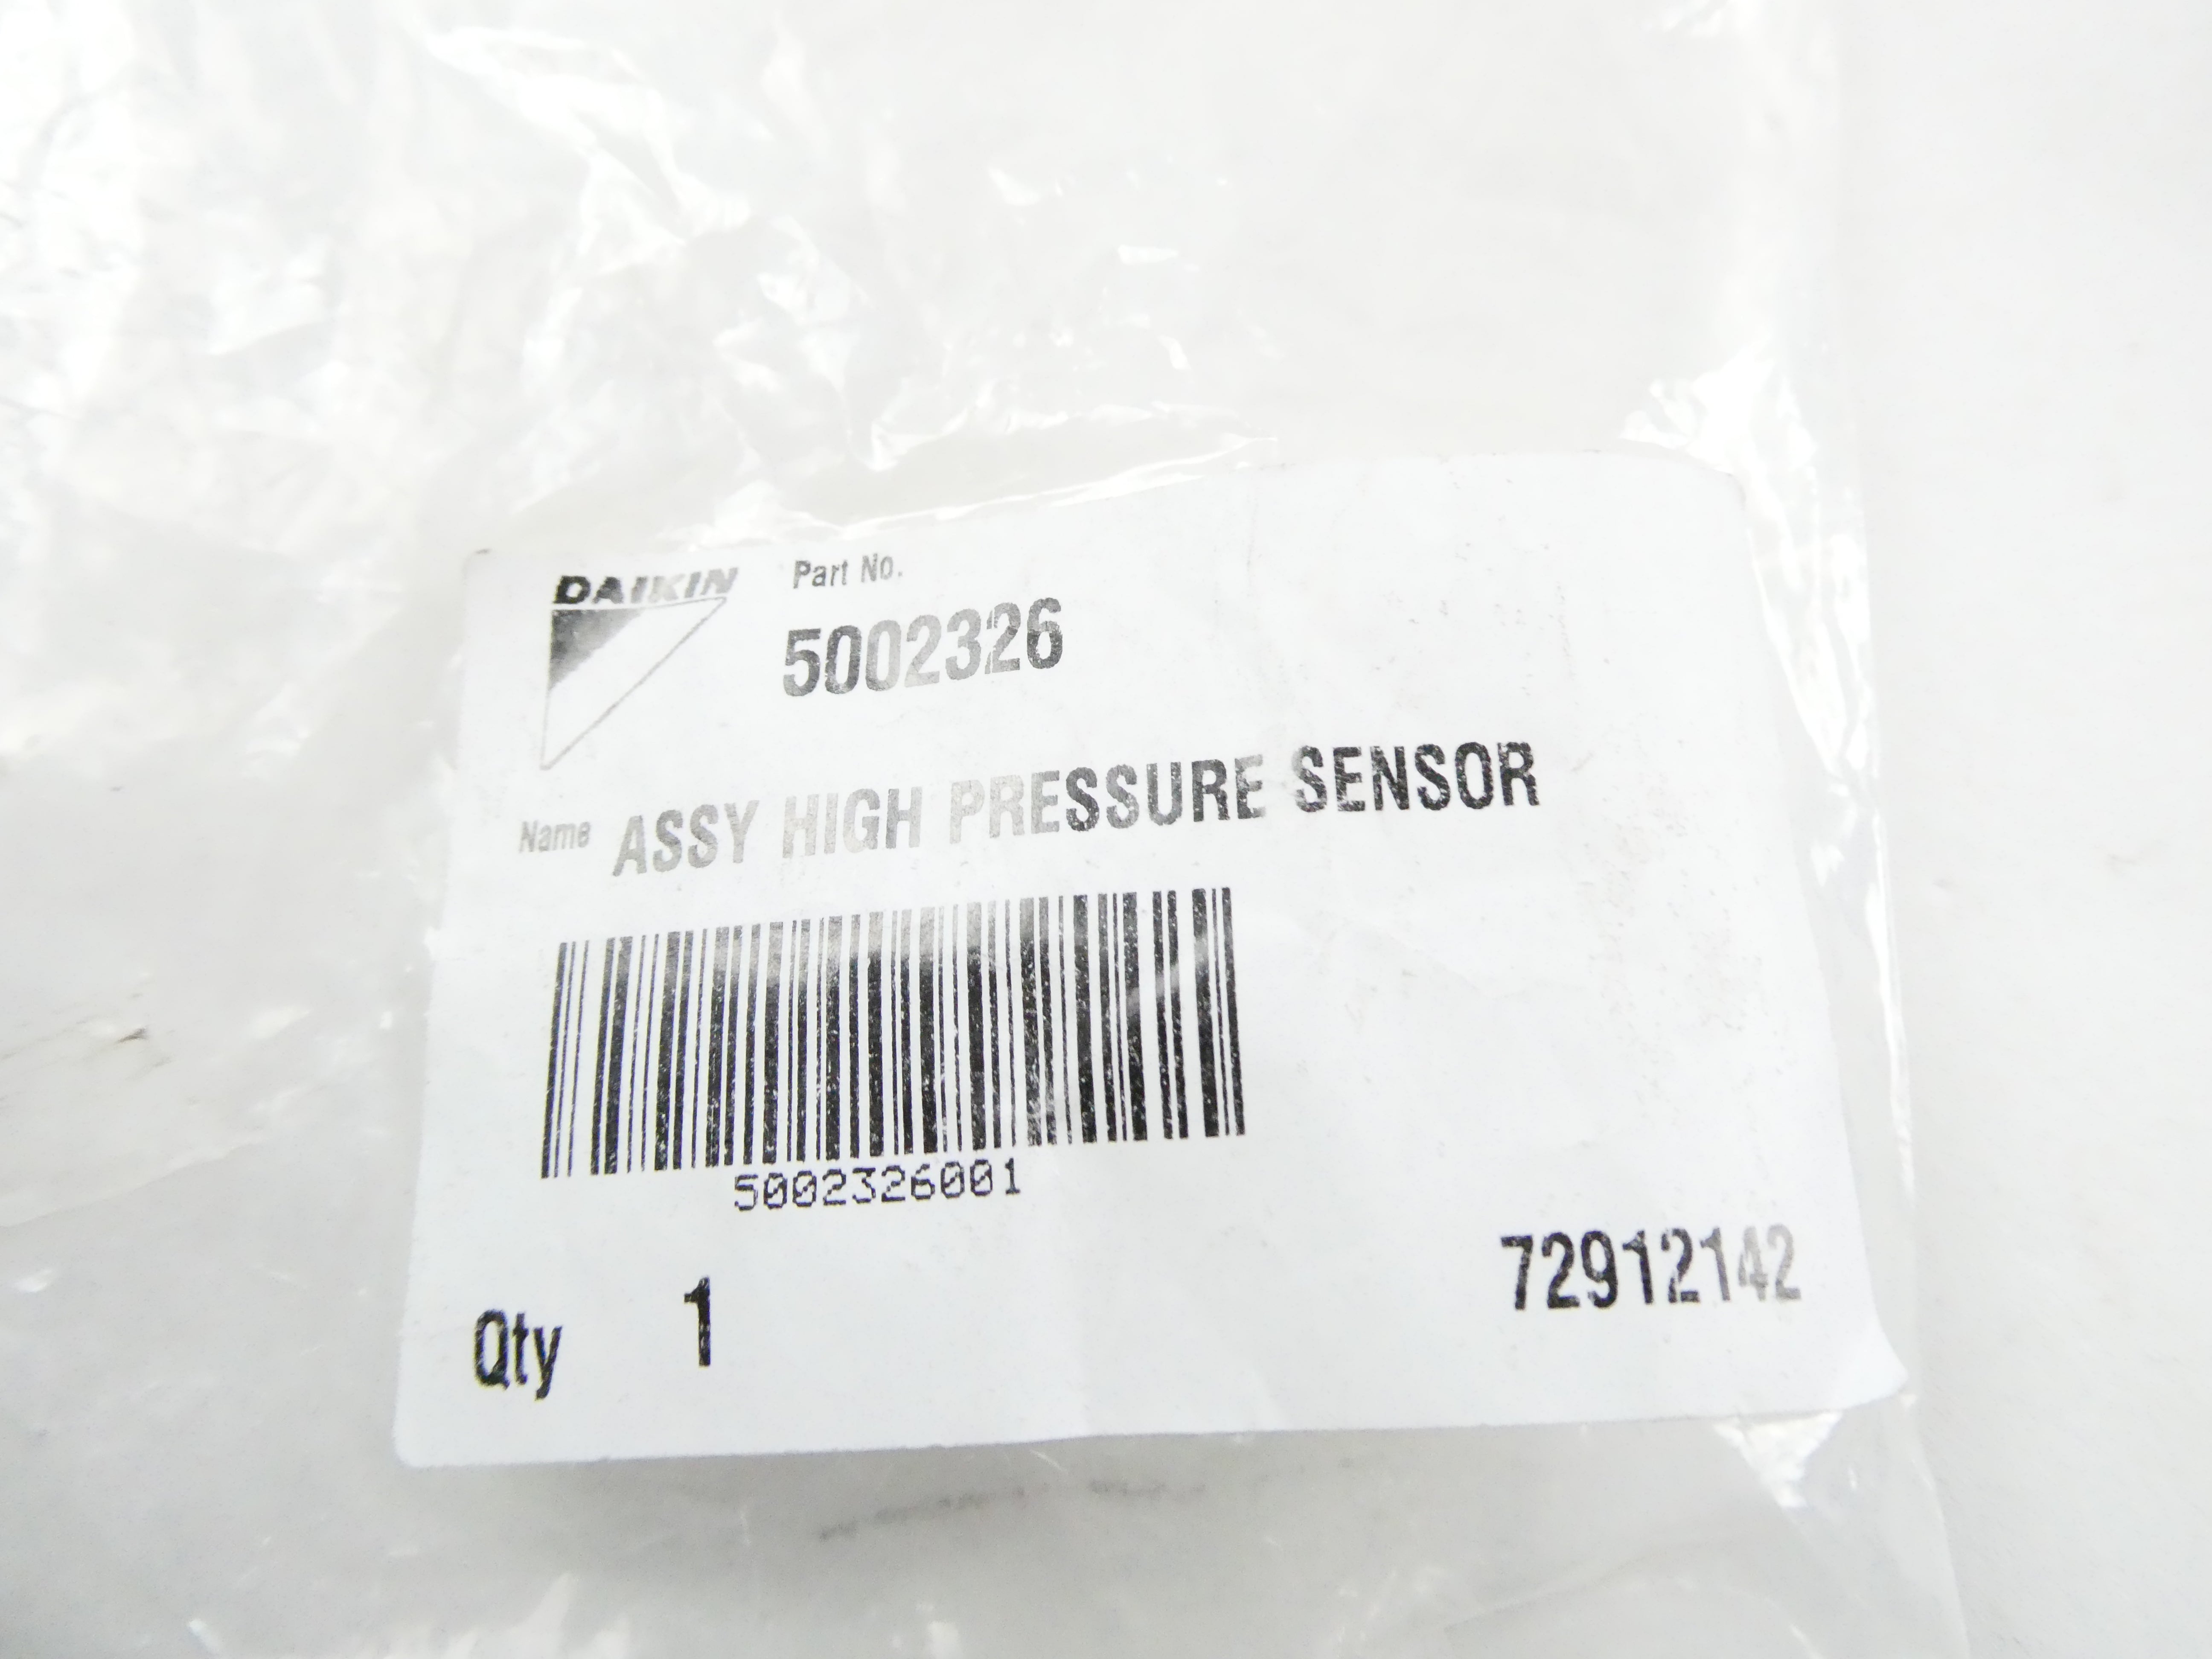 DAIKIN
Part No.
5002326
Name ASSY HIGH PRESSURE SENSOR
5002326001
Qty 1
72912142